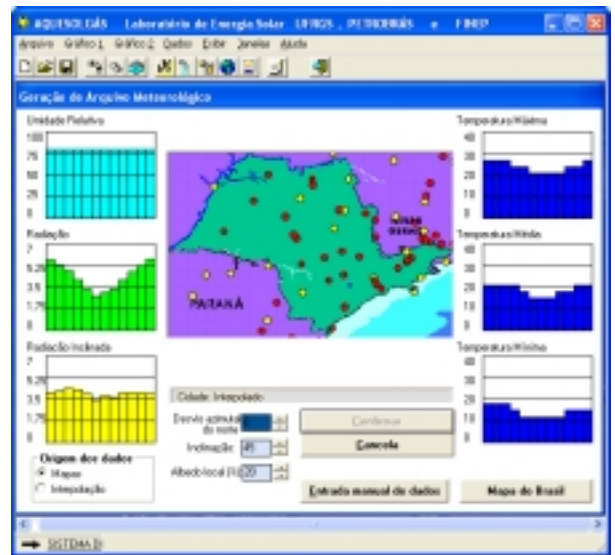 AQUESOLGÁS Laboratório de Energia Solar UFRGS . PETROBRÁS e FINEP
Arquivo Gráfico 1 Gráfico 2 Dados Exibir Janelas Ajuda
Geração de Arquivo Meteorológico
Umidade Relativa
100
75
50
25
0
Radiação
7
5.25
3.5
1.75
0
Radiação Inclinada
7
5.25
3.5
1.75
0
Origem dos dados
Mapas
Interpolação
MINAS GERAIS
PARANÁ
Cidade: Interpolado
Desvio azimutal do norte
Inclinação: 45
Albedo local (%) 20
Confirmar
Cancela
Entrada manual de dados
Temperatura Máxima
40
30
20
10
0
Temperatura Média
40
30
20
10
0
Temperatura Mínima
40
30
20
10
0
Mapa do Brasil